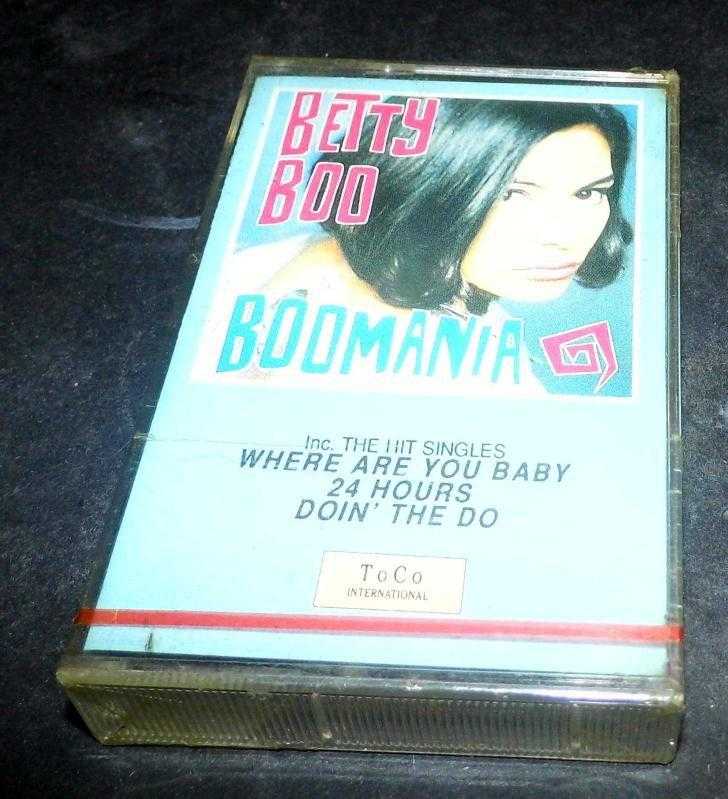 BETTY
BOO
BOOMANIA
Inc. THE HIT SINGLES
WHERE ARE YOU BABY
24 HOURS
DOIN' THE DO
ToCo
INTERNATIONAL